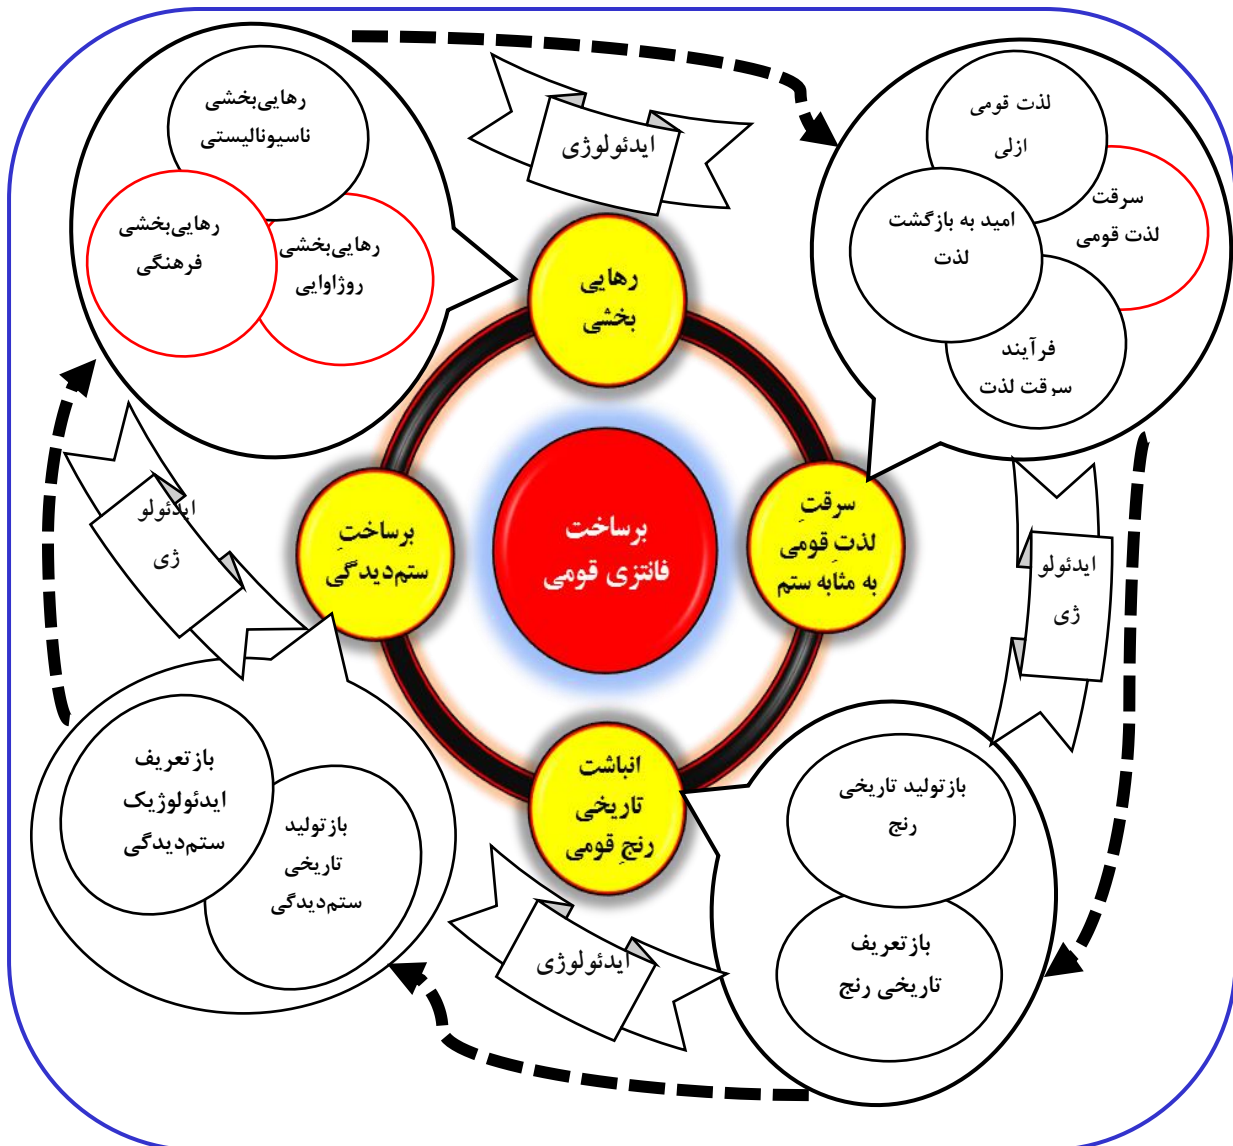 رهایی‌بخشی
ناسیونالیستی
رهایی‌بخشی
فرهنگی
رهایی‌بخشی
روژاوایی
ایدئولوژی
لذت قومی
ازلی
سرقت
لذت قومی
امید به بازگشت
لذت
فرآیند
سرقت لذت
رهایی
بخشی
برساخت
فانتزی قومی
سرقتِ
لذتِ قومی
به مثابه ستم
برساختِ
ستم‌دیدگی
انباشت
تاریخی
رنجِ قومی
ایدئولو
ژی
ایدئولو
ژی
بازتولید تاریخی
رنج
بازتعریف
تاریخی رنج
ایدئولوژی
بازتعریف
ایدئولوژیک
ستم‌دیدگی
بازتولید
تاریخی
ستم‌دیدگی